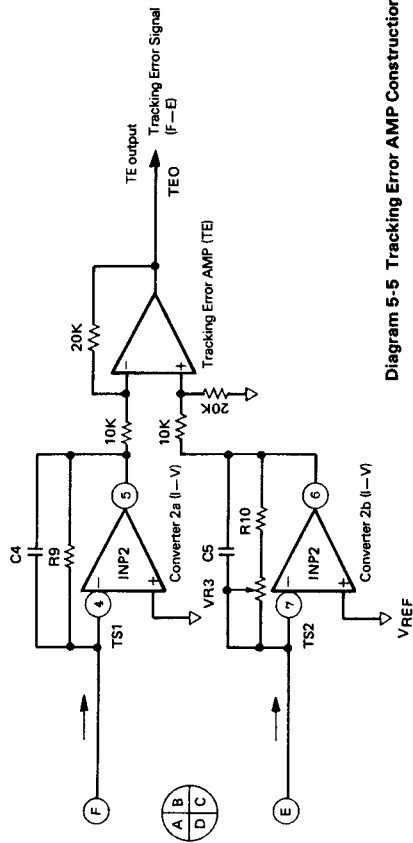 C4
R9
INP2
4
5
TS1
Converter 2a (I–V)
10K
20K
TE output
Tracking Error Signal
(F–E)
TEO
Tracking Error AMP (TE)
10K
20K
VR3
C5
R10
INP2
7
6
TS2
Converter 2b (I–V)
VREF
F
A B
D C
E
–
+
–
+
–
+
Diagram 5-5 Tracking Error AMP Construction